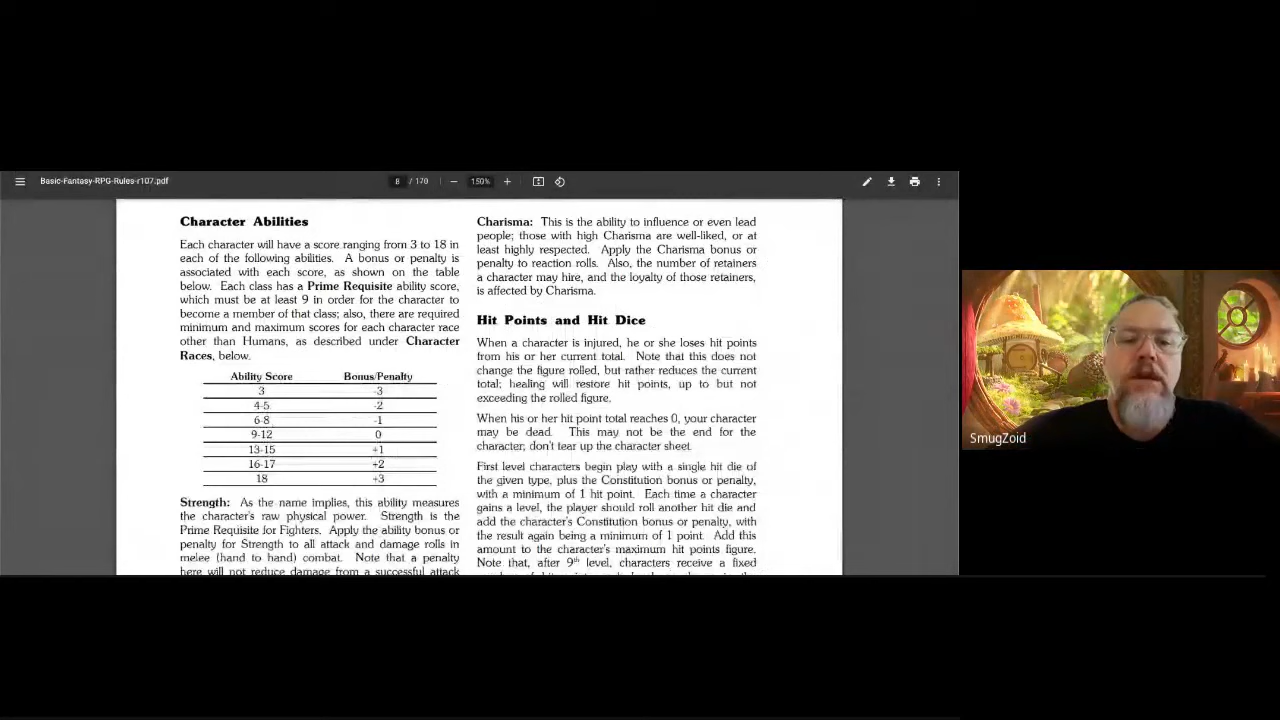 Basic-Fantasy-RPG-Rules-r107.pdf
8 / 170
150%
Character Abilities
Each character will have a score ranging from 3 to 18 in
each of the following abilities. A bonus or penalty is
associated with each score, as shown on the table
below. Each class has a Prime Requisite ability score,
which must be at least 9 in order for the character to
become a member of that class; also, there are required
minimum and maximum scores for each character race
other than Humans, as described under Character
Races, below.
Ability Score Bonus/Penalty
3 -3
4-5 -2
6-8 -1
9-12 0
13-15 +1
16-17 +2
18 +3
Strength: As the name implies, this ability measures
the character's raw physical power. Strength is the
Prime Requisite for Fighters. Apply the ability bonus or
penalty for Strength to all attack and damage rolls in
melee (hand to hand) combat. Note that a penalty
here will not reduce damage from a successful attack
Charisma: This is the ability to influence or even lead
people; those with high Charisma are well-liked, or at
least highly respected. Apply the Charisma bonus or
penalty to reaction rolls. Also, the number of retainers
a character may hire, and the loyalty of those retainers,
is affected by Charisma.
Hit Points and Hit Dice
When a character is injured, he or she loses hit points
from his or her current total. Note that this does not
change the figure rolled, but rather reduces the current
total; healing will restore hit points, up to but not
exceeding the rolled figure.
When his or her hit point total reaches 0, your character
may be dead. This may not be the end for the
character; don't tear up the character sheet.
First level characters begin play with a single hit die of
the given type, plus the Constitution bonus or penalty,
with a minimum of 1 hit point. Each time a character
gains a level, the player should roll another hit die and
add the character's Constitution bonus or penalty, with
the result again being a minimum of 1 point. Add this
amount to the character's maximum hit points figure.
Note that, after 9th level, characters receive a fixed
SmugZoid